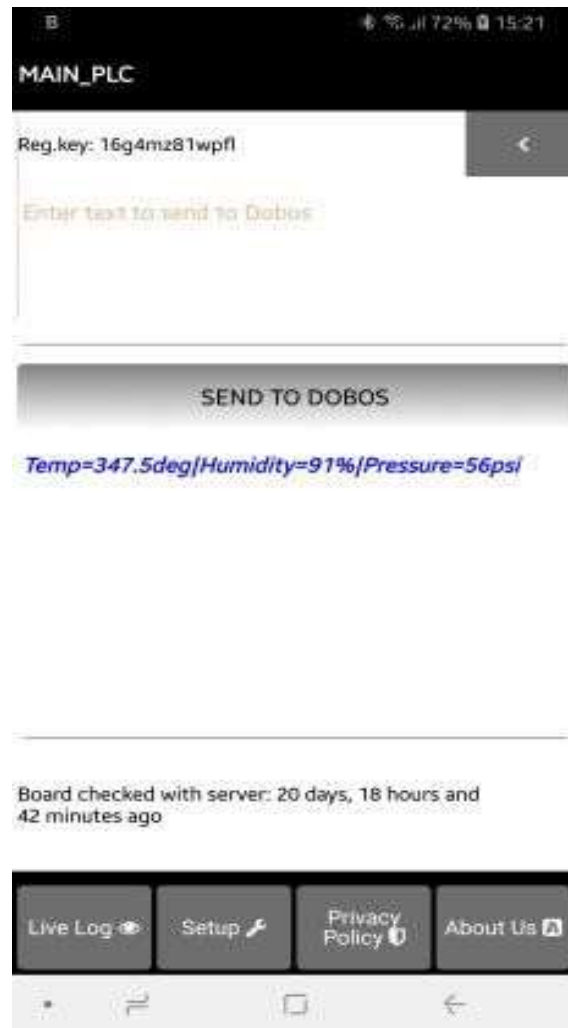 B 72% 15:21
MAIN_PLC
Reg.key: 16g4mz81wpfl
Enter text to send to Dobos
SEND TO DOBOS
Temp=347.5deg|Humidity=91%|Pressure=56psi
Board checked with server: 20 days, 18 hours and
42 minutes ago
Live Log Setup Privacy Policy About Us